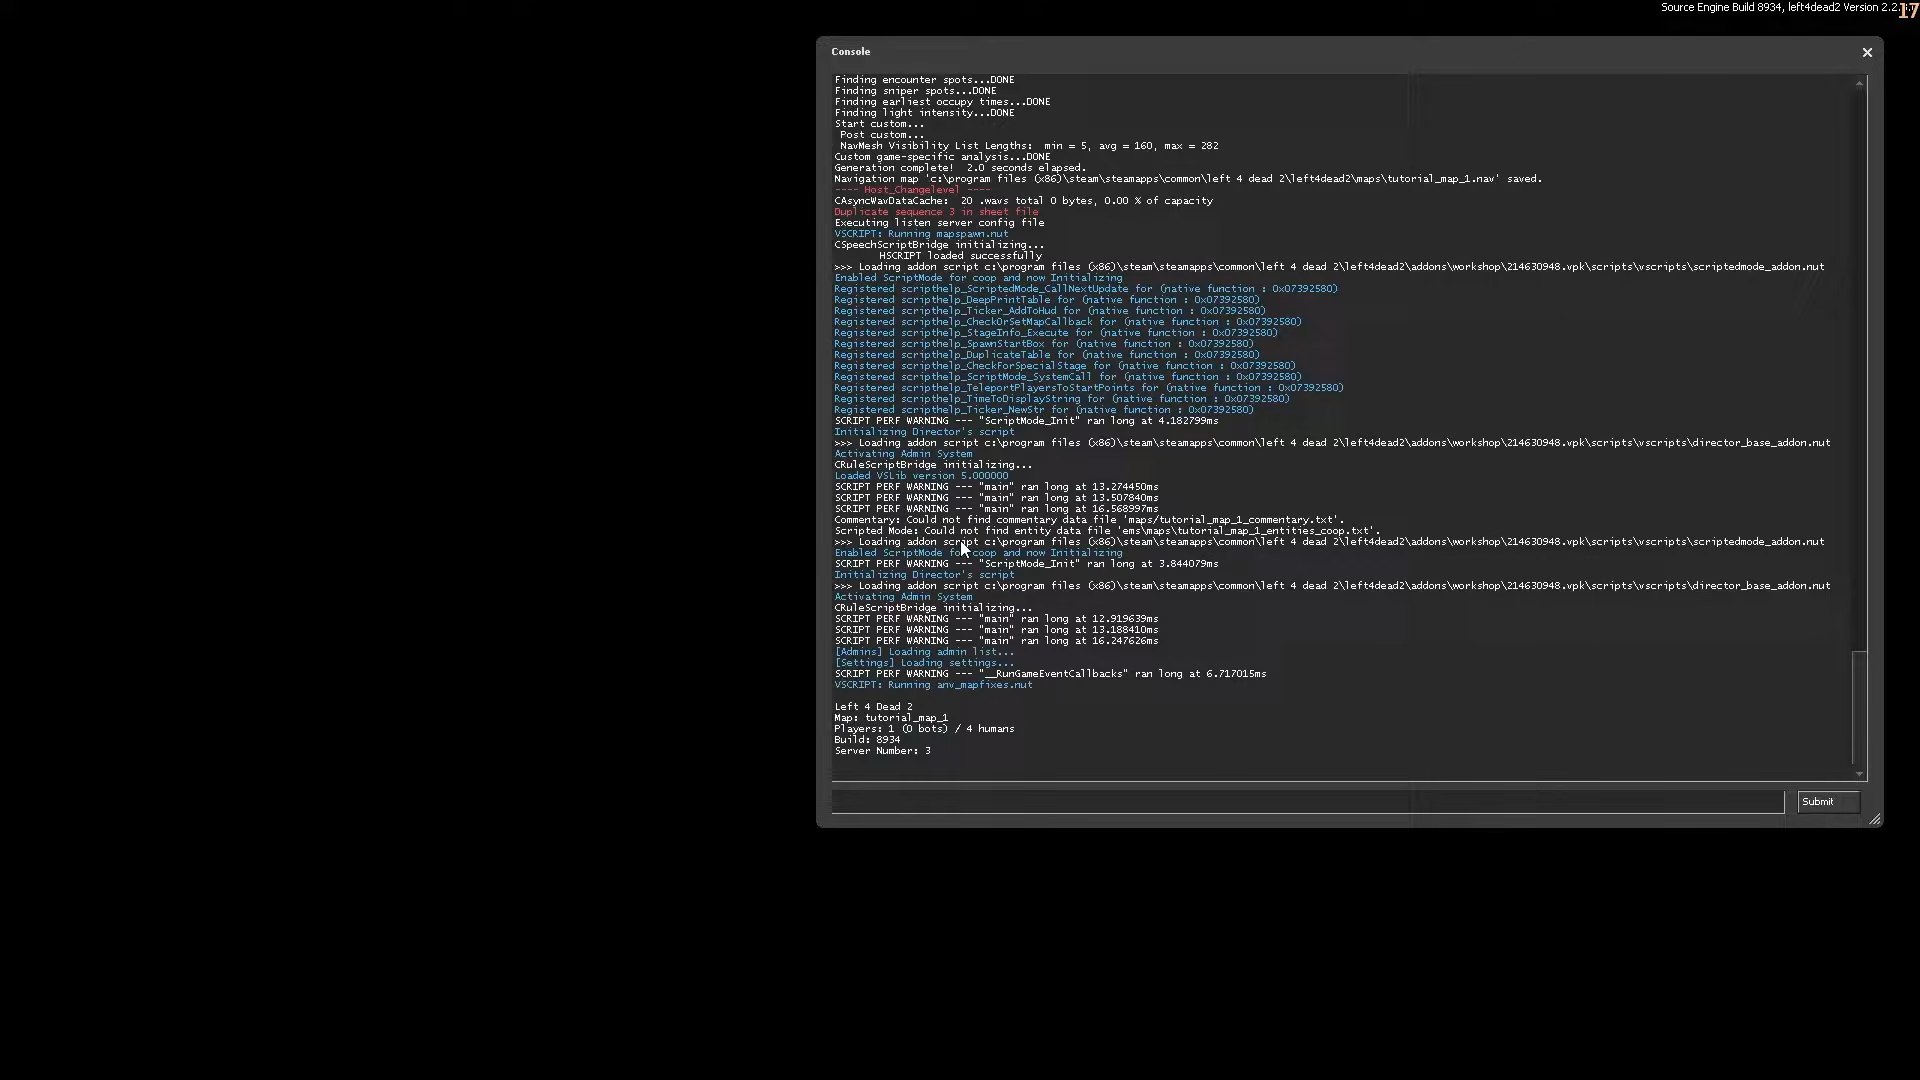 Source Engine Build 8934, left4dead2 Version 2.2.
17
Console
Finding encounter spots...DONE
Finding sniper spots...DONE
Finding earliest occupy times...DONE
Finding light intensity...DONE
Start custom...
Post custom...
NavMesh Visibility List Lengths:  min = 5, avg = 160, max = 282
Custom game-specific analysis...DONE
Generation complete!  2.0 seconds elapsed.
Navigation map 'c:\program files (x86)\steam\steamapps\common\left 4 dead 2\left4dead2\maps\tutorial_map_1.nav' saved.
---- Host_Changelevel ----
CAsyncWavDataCache:  20 .wavs total 0 bytes, 0.00 % of capacity
Duplicate sequence 3 in sheet file
Executing listen server config file
VSCRIPT: Running mapspawn.nut
CSpeechScriptBridge initializing...
HSCRIPT loaded successfully
>>> Loading addon script c:\program files (x86)\steam\steamapps\common\left 4 dead 2\left4dead2\addons\workshop\214630948.vpk\scripts\vscripts\scriptedmode_addon.nut
Enabled ScriptMode for coop and now Initializing
Registered scripthelp_ScriptedMode_CallNextUpdate for (native function : 0x07392580)
Registered scripthelp_DeepPrintTable for (native function : 0x07392580)
Registered scripthelp_Ticker_AddToHud for (native function : 0x07392580)
Registered scripthelp_CheckOrSetMapCallback for (native function : 0x07392580)
Registered scripthelp_StageInfo_Execute for (native function : 0x07392580)
Registered scripthelp_SpawnStartBox for (native function : 0x07392580)
Registered scripthelp_DuplicateTable for (native function : 0x07392580)
Registered scripthelp_CheckForSpecialStage for (native function : 0x07392580)
Registered scripthelp_ScriptMode_SystemCall for (native function : 0x07392580)
Registered scripthelp_TeleportPlayersToStartPoints for (native function : 0x07392580)
Registered scripthelp_TimeToDisplayString for (native function : 0x07392580)
Registered scripthelp_Ticker_NewStr for (native function : 0x07392580)
SCRIPT PERF WARNING --- "ScriptMode_Init" ran long at 4.182799ms
Initializing Director's script
>>> Loading addon script c:\program files (x86)\steam\steamapps\common\left 4 dead 2\left4dead2\addons\workshop\214630948.vpk\scripts\vscripts\director_base_addon.nut
Activating Admin System
CRuleScriptBridge initializing...
Loaded VSLib version 5.000000
SCRIPT PERF WARNING --- "main" ran long at 13.274450ms
SCRIPT PERF WARNING --- "main" ran long at 13.507840ms
SCRIPT PERF WARNING --- "main" ran long at 16.568997ms
Commentary: Could not find commentary data file 'maps/tutorial_map_1_commentary.txt'.
Scripted Mode: Could not find entity data file 'ems\maps\tutorial_map_1_entities_coop.txt'.
>>> Loading addon script c:\program files (x86)\steam\steamapps\common\left 4 dead 2\left4dead2\addons\workshop\214630948.vpk\scripts\vscripts\scriptedmode_addon.nut
Enabled ScriptMode for coop and now Initializing
SCRIPT PERF WARNING --- "ScriptMode_Init" ran long at 3.844079ms
Initializing Director's script
>>> Loading addon script c:\program files (x86)\steam\steamapps\common\left 4 dead 2\left4dead2\addons\workshop\214630948.vpk\scripts\vscripts\director_base_addon.nut
Activating Admin System
CRuleScriptBridge initializing...
SCRIPT PERF WARNING --- "main" ran long at 12.919639ms
SCRIPT PERF WARNING --- "main" ran long at 13.188410ms
SCRIPT PERF WARNING --- "main" ran long at 16.247626ms
[Admins] Loading admin list...
[Settings] Loading settings...
SCRIPT PERF WARNING --- "__RunGameEventCallbacks" ran long at 6.717015ms
VSCRIPT: Running anv_mapfixes.nut
Left 4 Dead 2
Map: tutorial_map_1
Players: 1 (0 bots) / 4 humans
Build: 8934
Server Number: 3
Submit